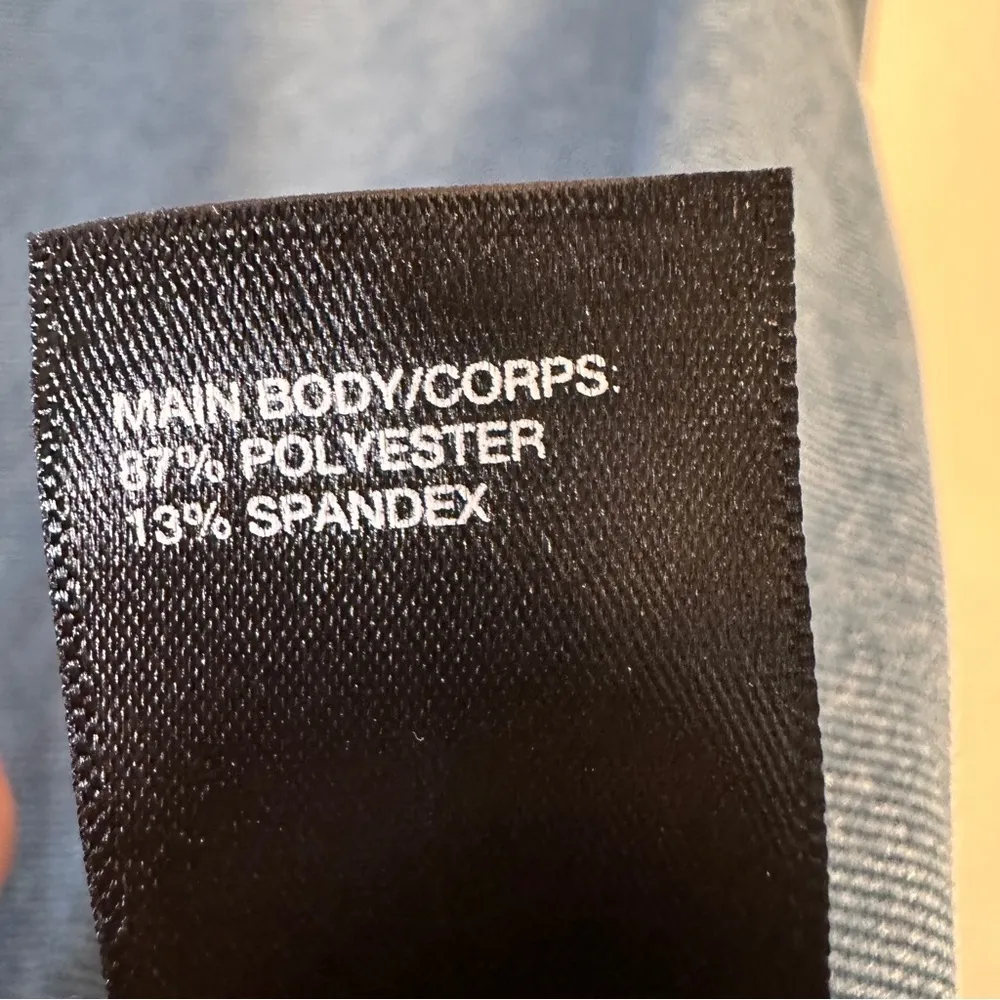 MAIN BODY/CORPS:
87% POLYESTER
13% SPANDEX